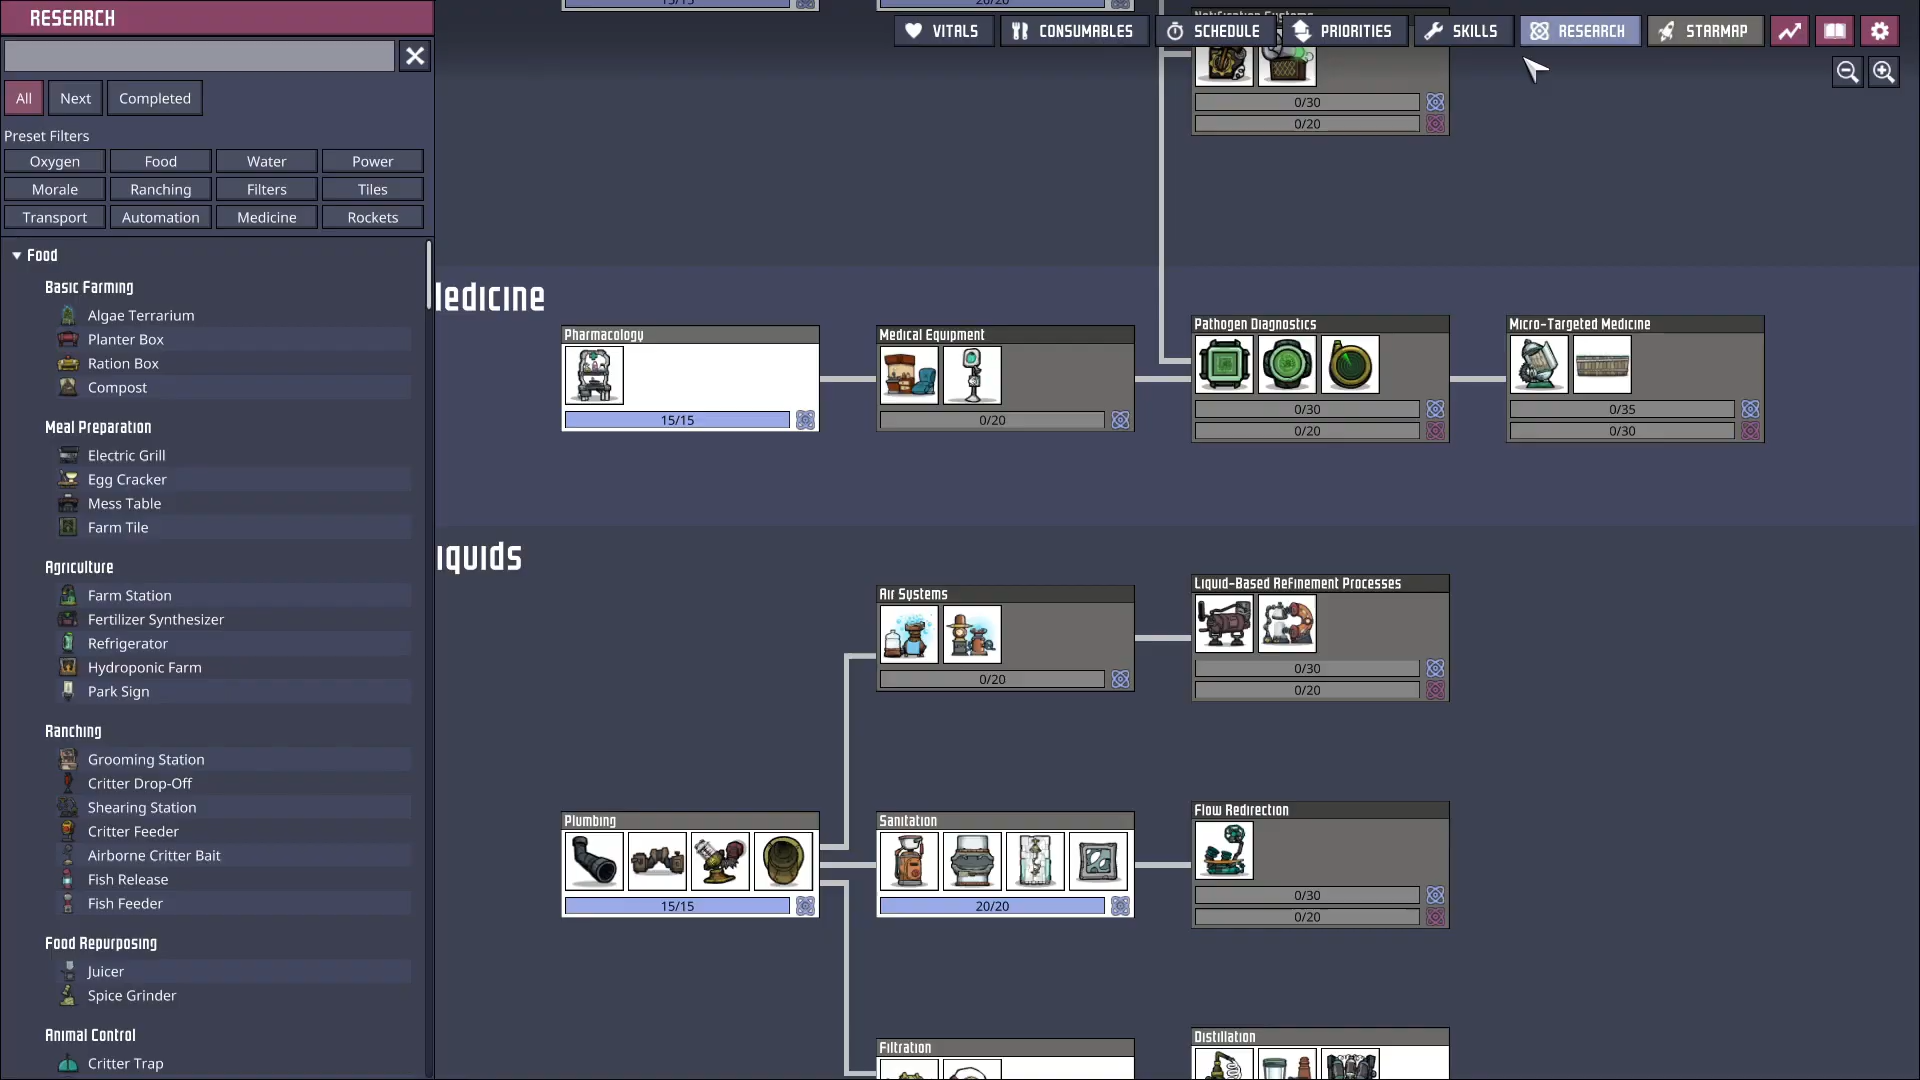 RESEARCH
15/15
20/20
VITALS
CONSUMABLES
SCHEDULE
PRIORITIES
SKILLS
RESEARCH
STARMAP
All
Next
Completed
Preset Filters
Oxygen
Food
Water
Power
Morale
Ranching
Filters
Tiles
Transport
Automation
Medicine
Rockets
Food
Basic Farming
Algae Terrarium
Planter Box
Ration Box
Compost
Meal Preparation
Electric Grill
Egg Cracker
Mess Table
Farm Tile
Agriculture
Farm Station
Fertilizer Synthesizer
Refrigerator
Hydroponic Farm
Park Sign
Ranching
Grooming Station
Critter Drop-Off
Shearing Station
Critter Feeder
Airborne Critter Bait
Fish Release
Fish Feeder
Food Repurposing
Juicer
Spice Grinder
Animal Control
Critter Trap
0/30
0/20
edicine
Pharmacology
15/15
Medical Equipment
0/20
Pathogen Diagnostics
0/30
0/20
Micro-Targeted Medicine
0/35
0/30
iquids
Air Systems
0/20
Liquid-Based Refinement Processes
0/30
0/20
Plumbing
15/15
Sanitation
20/20
Flow Redirection
0/30
0/20
Filtration
Distillation